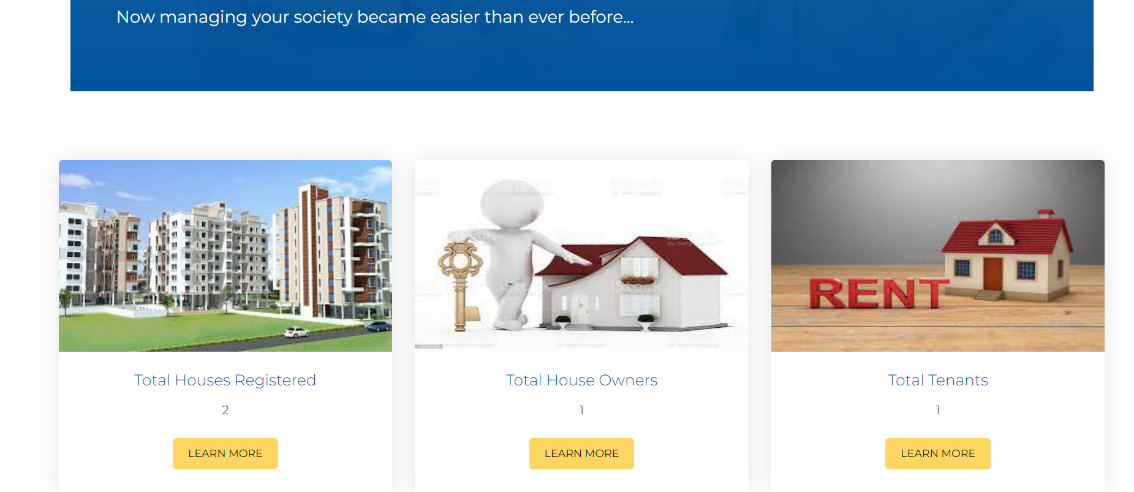 Now managing your society became easier than ever before...
RENT
Total Houses Registered
2
LEARN MORE
Total House Owners
1
LEARN MORE
Total Tenants
1
LEARN MORE